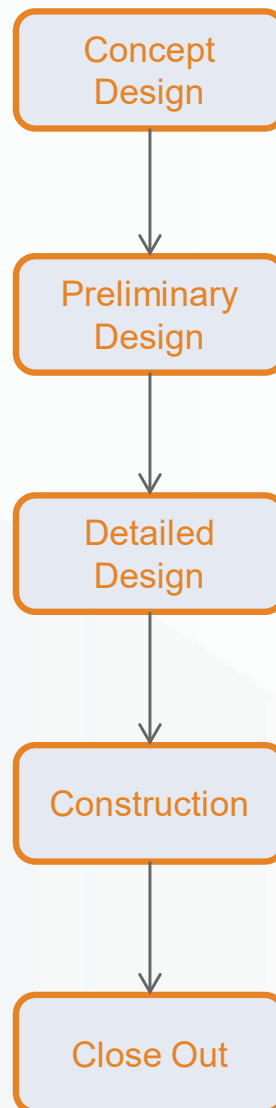 Concept
Design
Preliminary
Design
Detailed
Design
Construction
Close Out